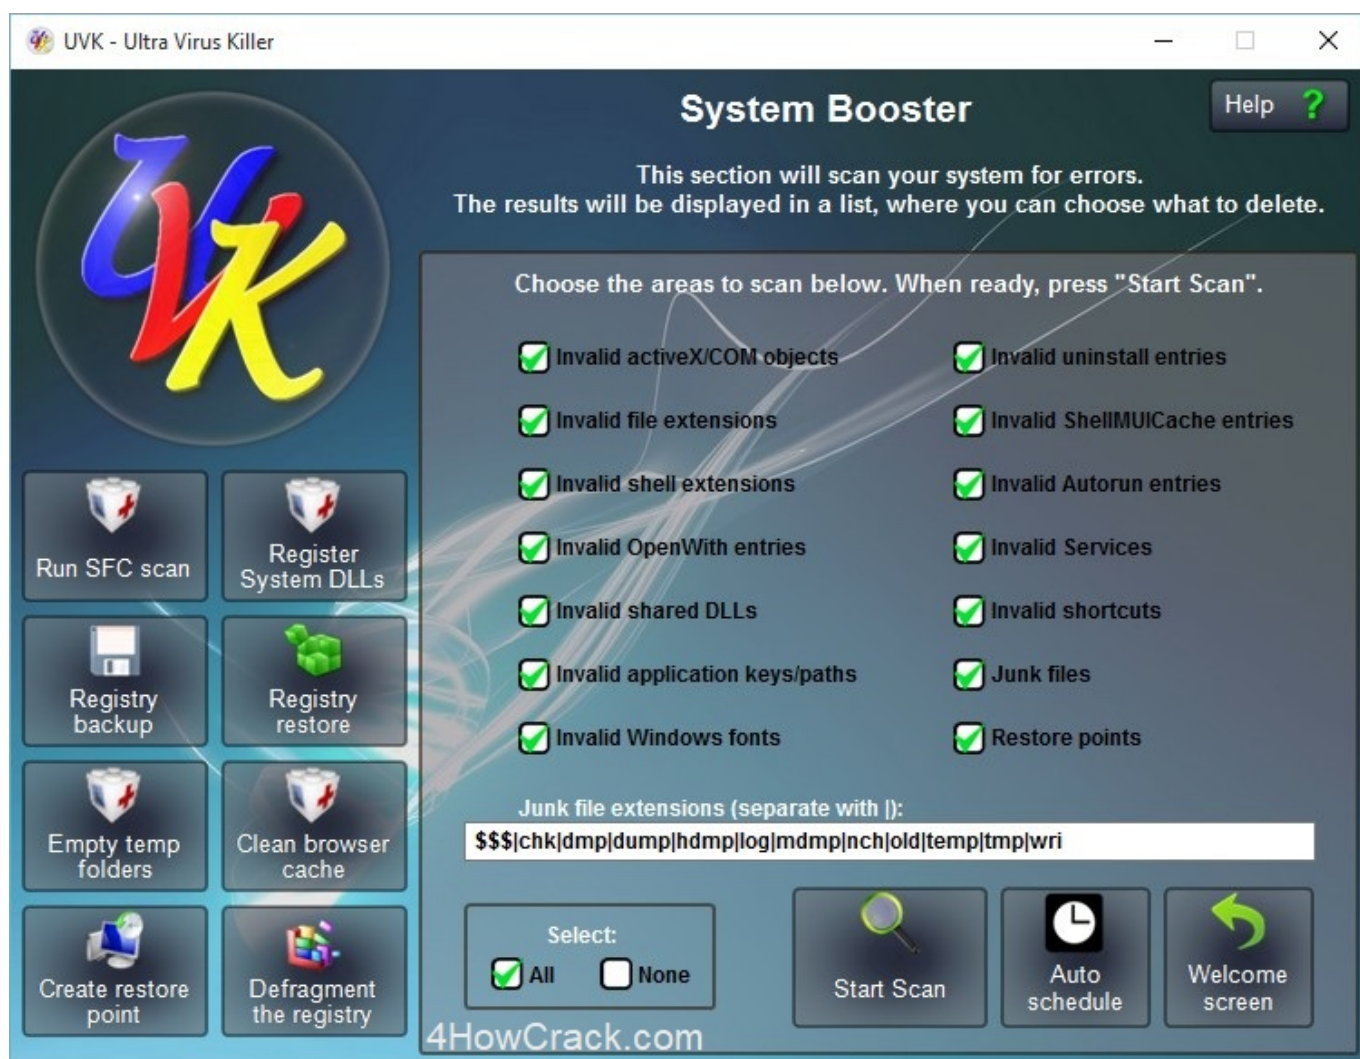 UVK - Ultra Virus Killer
System Booster
Help ?
This section will scan your system for errors.
The results will be displayed in a list, where you can choose what to delete.
UVK
Choose the areas to scan below. When ready, press "Start Scan".
Invalid activeX/COM objects
Invalid uninstall entries
Invalid file extensions
Invalid ShellMUICache entries
Invalid shell extensions
Invalid Autorun entries
Invalid OpenWith entries
Invalid Services
Invalid shared DLLs
Invalid shortcuts
Invalid application keys/paths
Junk files
Invalid Windows fonts
Restore points
Run SFC scan
Register
System DLLs
Registry
backup
Registry
restore
Empty temp
folders
Clean browser
cache
Create restore
point
Defragment
the registry
Junk file extensions (separate with |):
$$$|chk|dmp|dump|hdmp|log|mdmp|nch|old|temp|tmp|wri
Select:
All
None
Start Scan
Auto
schedule
Welcome
screen
4HowCrack.com